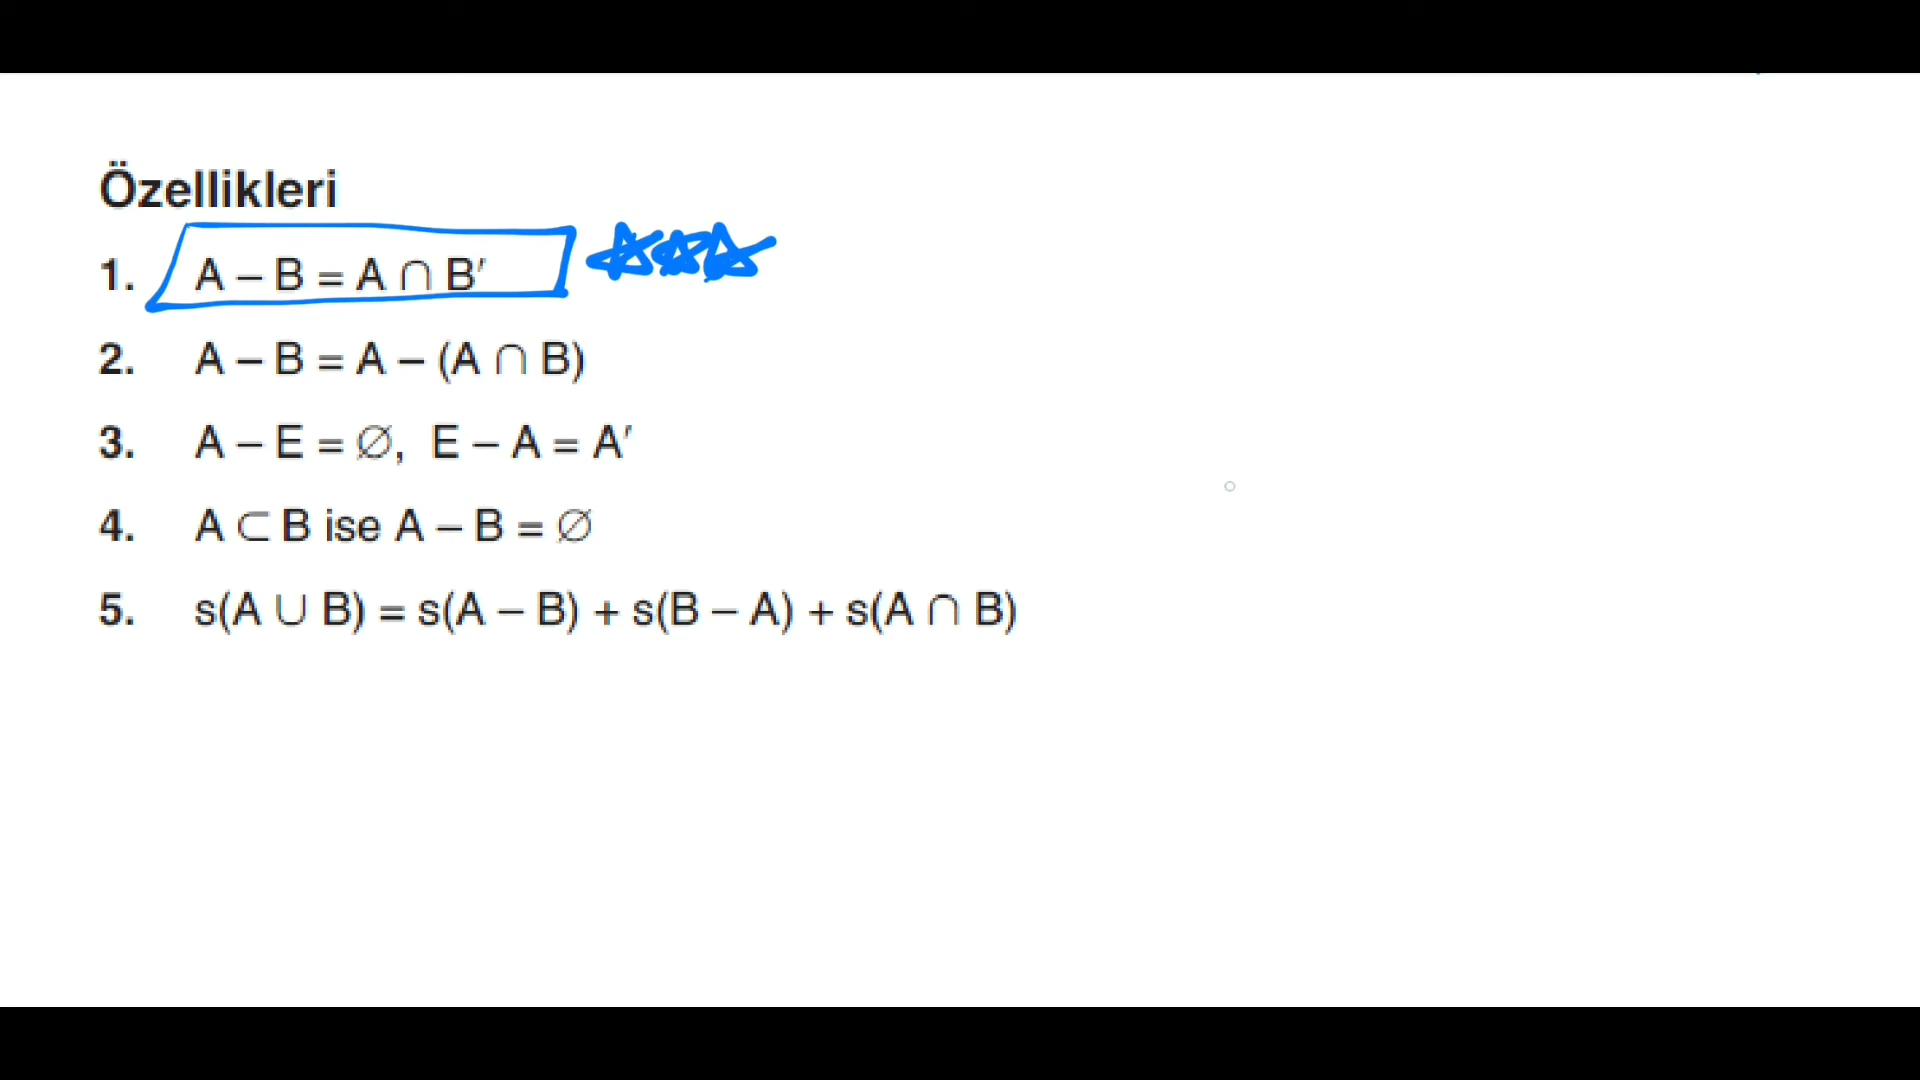 Özellikleri
1. A – B = A ∩ B′
2. A – B = A – (A ∩ B)
3. A – E = ∅, E – A = A′
4. A ⊂ B ise A – B = ∅
5. s(A ∪ B) = s(A – B) + s(B – A) + s(A ∩ B)